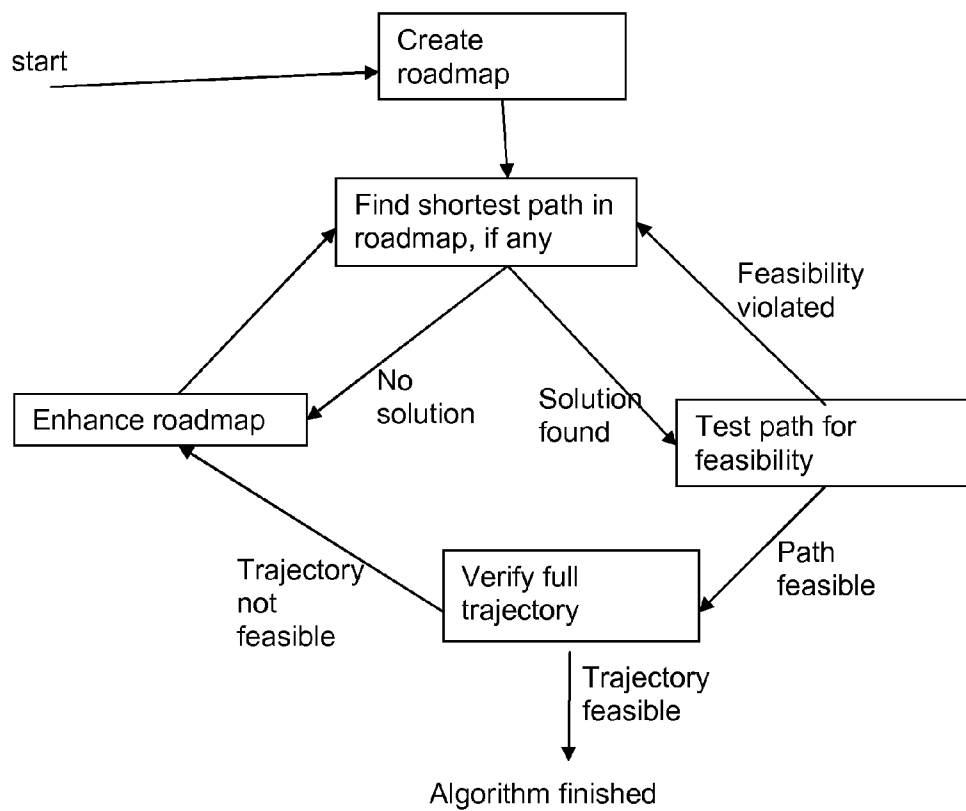 start
Create
roadmap
Find shortest path in
roadmap, if any
Feasibility
violated
No
solution
Solution
found
Enhance roadmap
Test path for
feasibility
Path
feasible
Trajectory
not
feasible
Verify full
trajectory
Trajectory
feasible
Algorithm finished